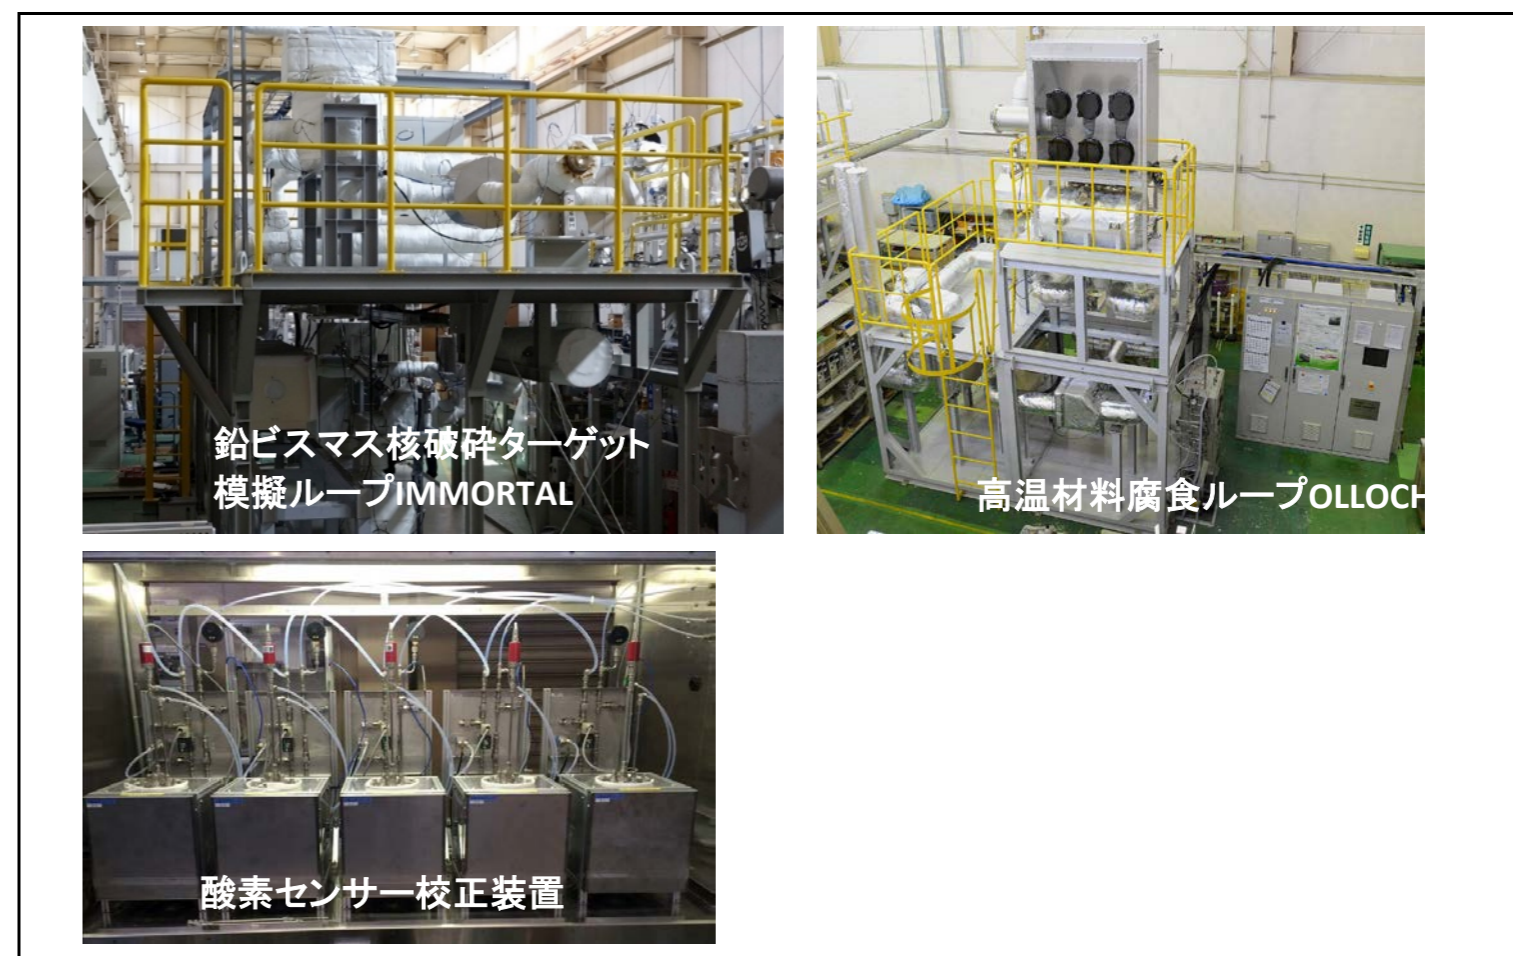 鉛ビスマス核破砕ターゲット
模擬ループIMMORTAL
高温材料腐食ループOLLOCH
酸素センサー校正装置